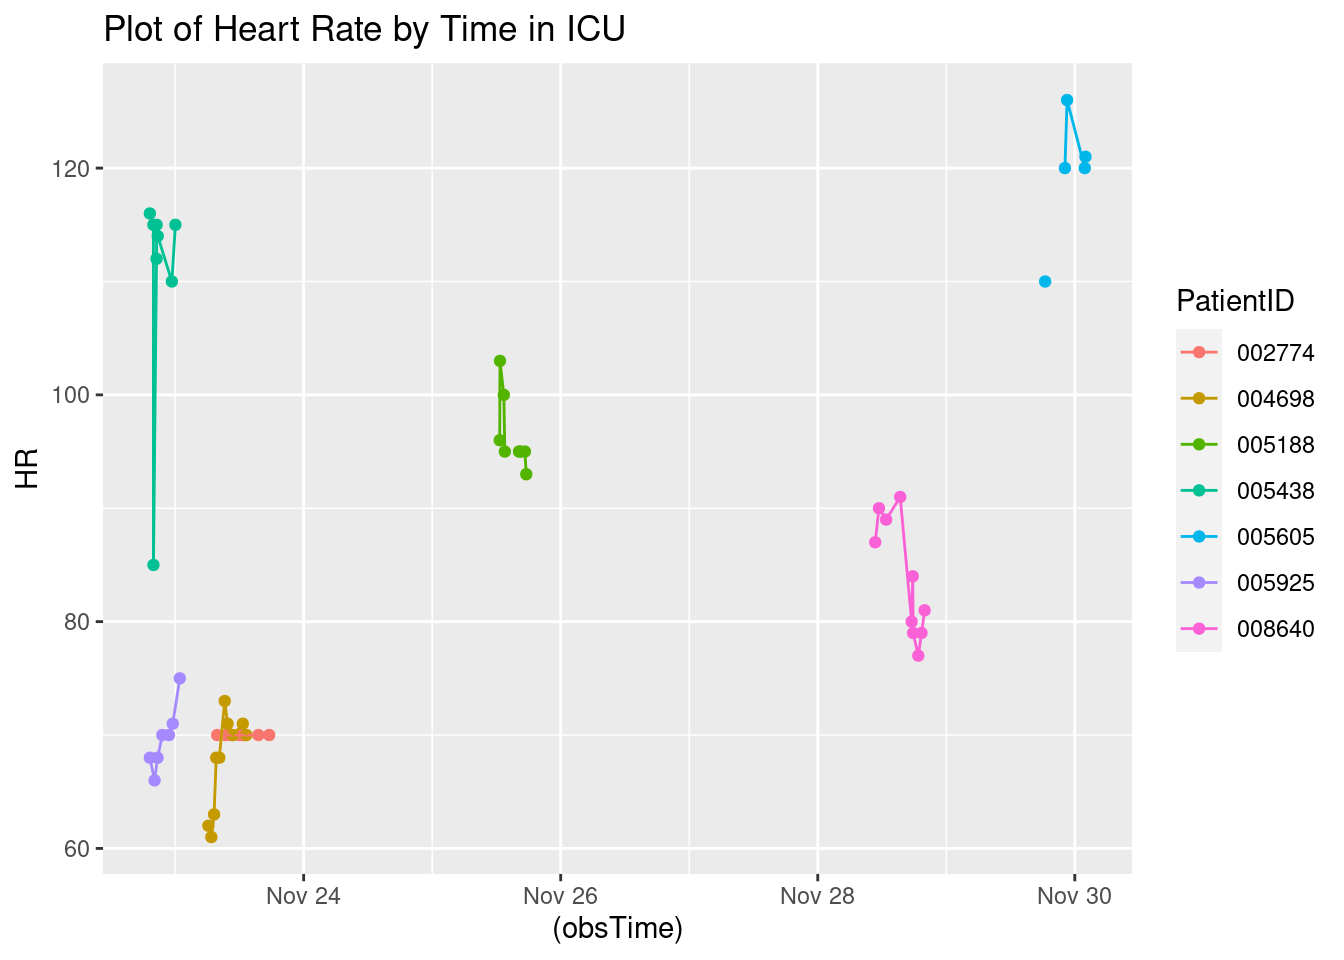 Plot of Heart Rate by Time in ICU
HR
120
100
80
60
Nov 24 Nov 26 Nov 28 Nov 30
(obsTime)
PatientID
002774
004698
005188
005438
005605
005925
008640